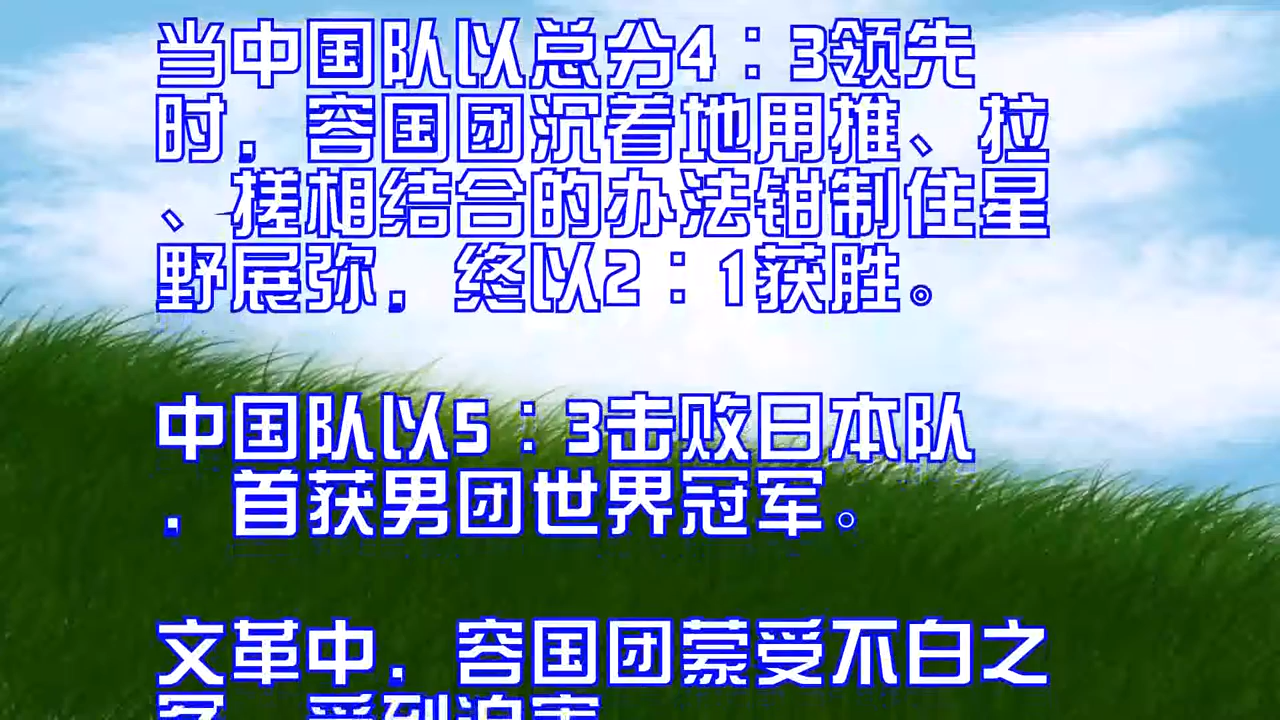 当中国队以总分4：3领先
时，容国团沉着地用推、拉
、搓相结合的办法钳制住星
野展弥，终以2：1获胜。
中国队以5：3击败日本队
，首获男团世界冠军。
文革中，容国团蒙受不白之